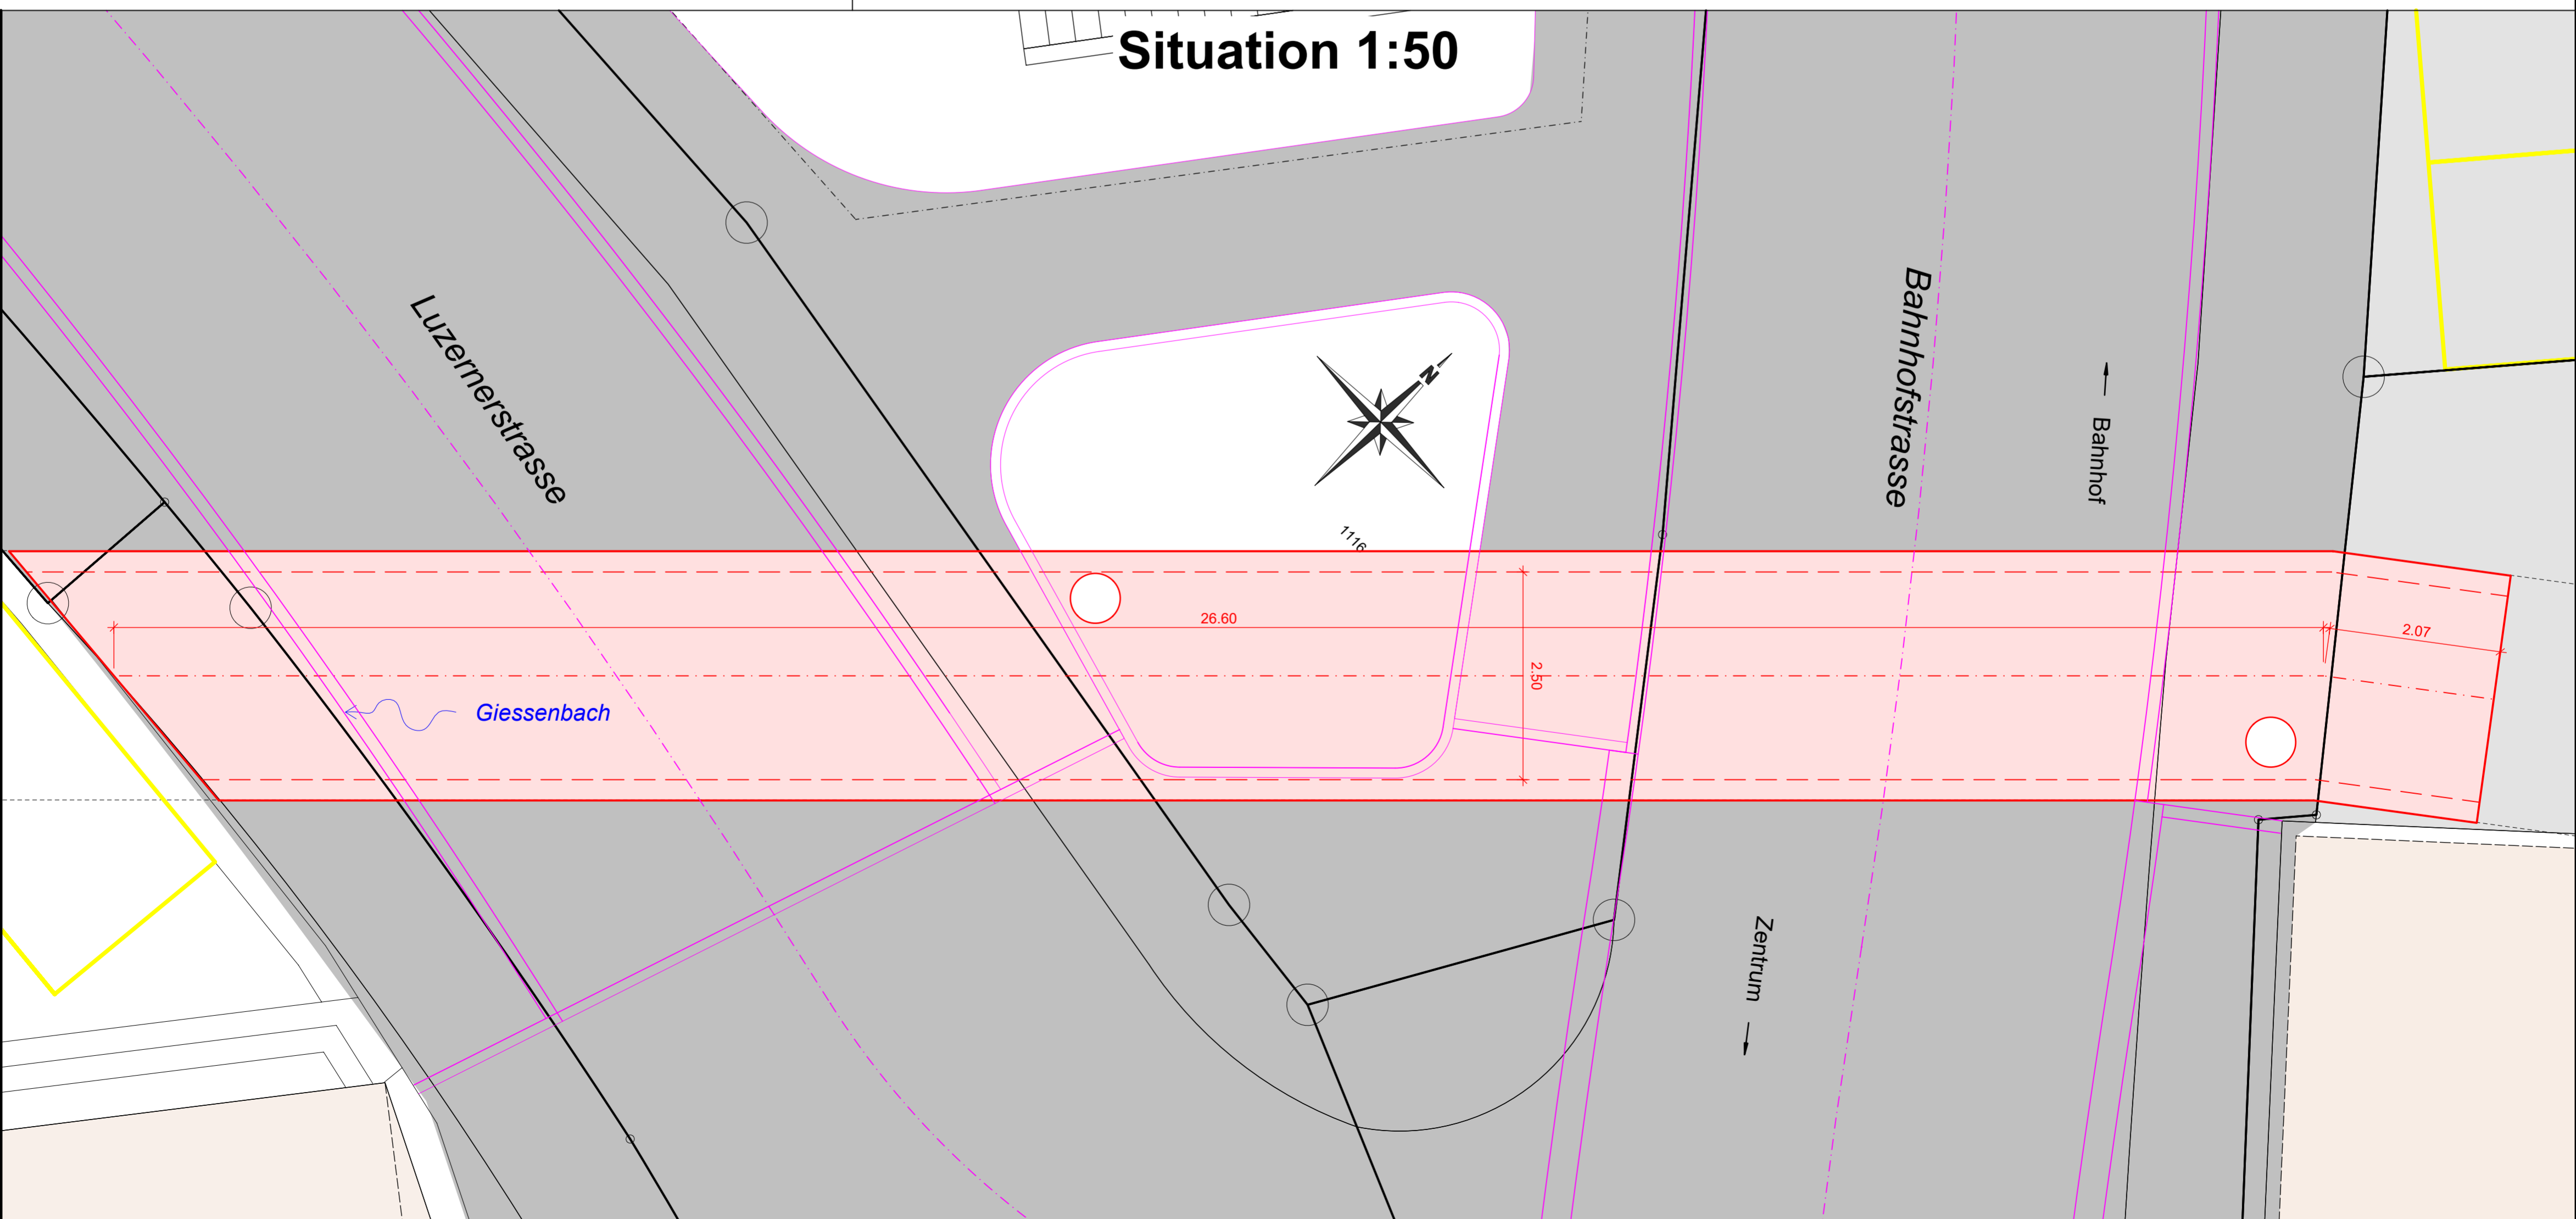 Situation 1:50
Luzernerstrasse
Bahnhofstrasse
Bahnhof
N
1116
26.60
2.07
2.50
Giessenbach
Zentrum